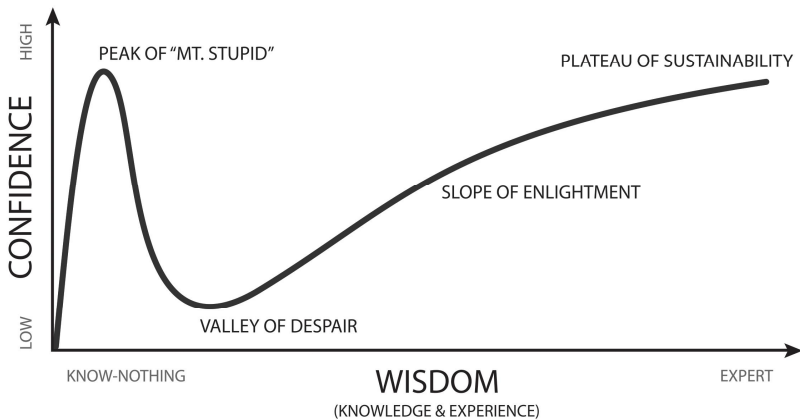 HIGH
PEAK OF “MT. STUPID”
PLATEAU OF SUSTAINABILITY
CONFIDENCE
SLOPE OF ENLIGHTMENT
LOW
VALLEY OF DESPAIR
KNOW-NOTHING
WISDOM
EXPERT
(KNOWLEDGE & EXPERIENCE)